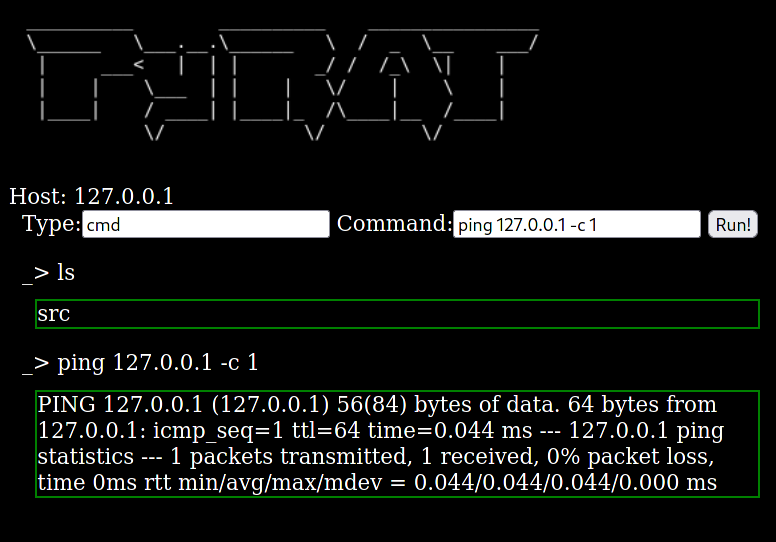 PyRAT
Host: 127.0.0.1
Type: cmd Command: ping 127.0.0.1 -c 1 Run!
_> ls
src
_> ping 127.0.0.1 -c 1
PING 127.0.0.1 (127.0.0.1) 56(84) bytes of data. 64 bytes from
127.0.0.1: icmp_seq=1 ttl=64 time=0.044 ms --- 127.0.0.1 ping
statistics --- 1 packets transmitted, 1 received, 0% packet loss,
time 0ms rtt min/avg/max/mdev = 0.044/0.044/0.044/0.000 ms